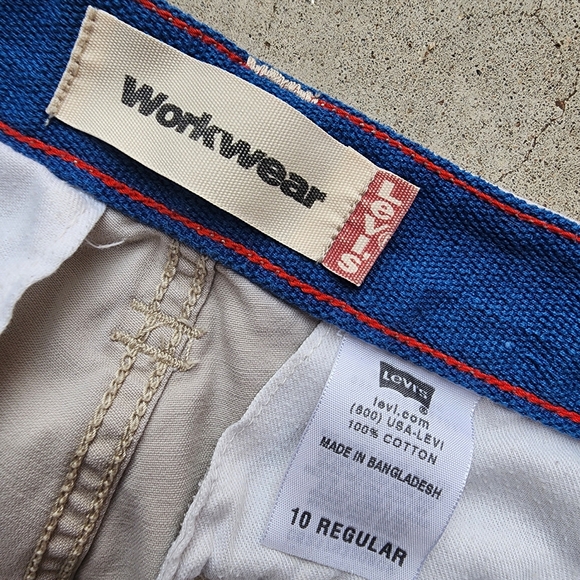 Workwear
LEVI'S
LEVI'S
®
levi.com
(800) USA-LEVI
100% COTTON
MADE IN BANGLADESH
10 REGULAR